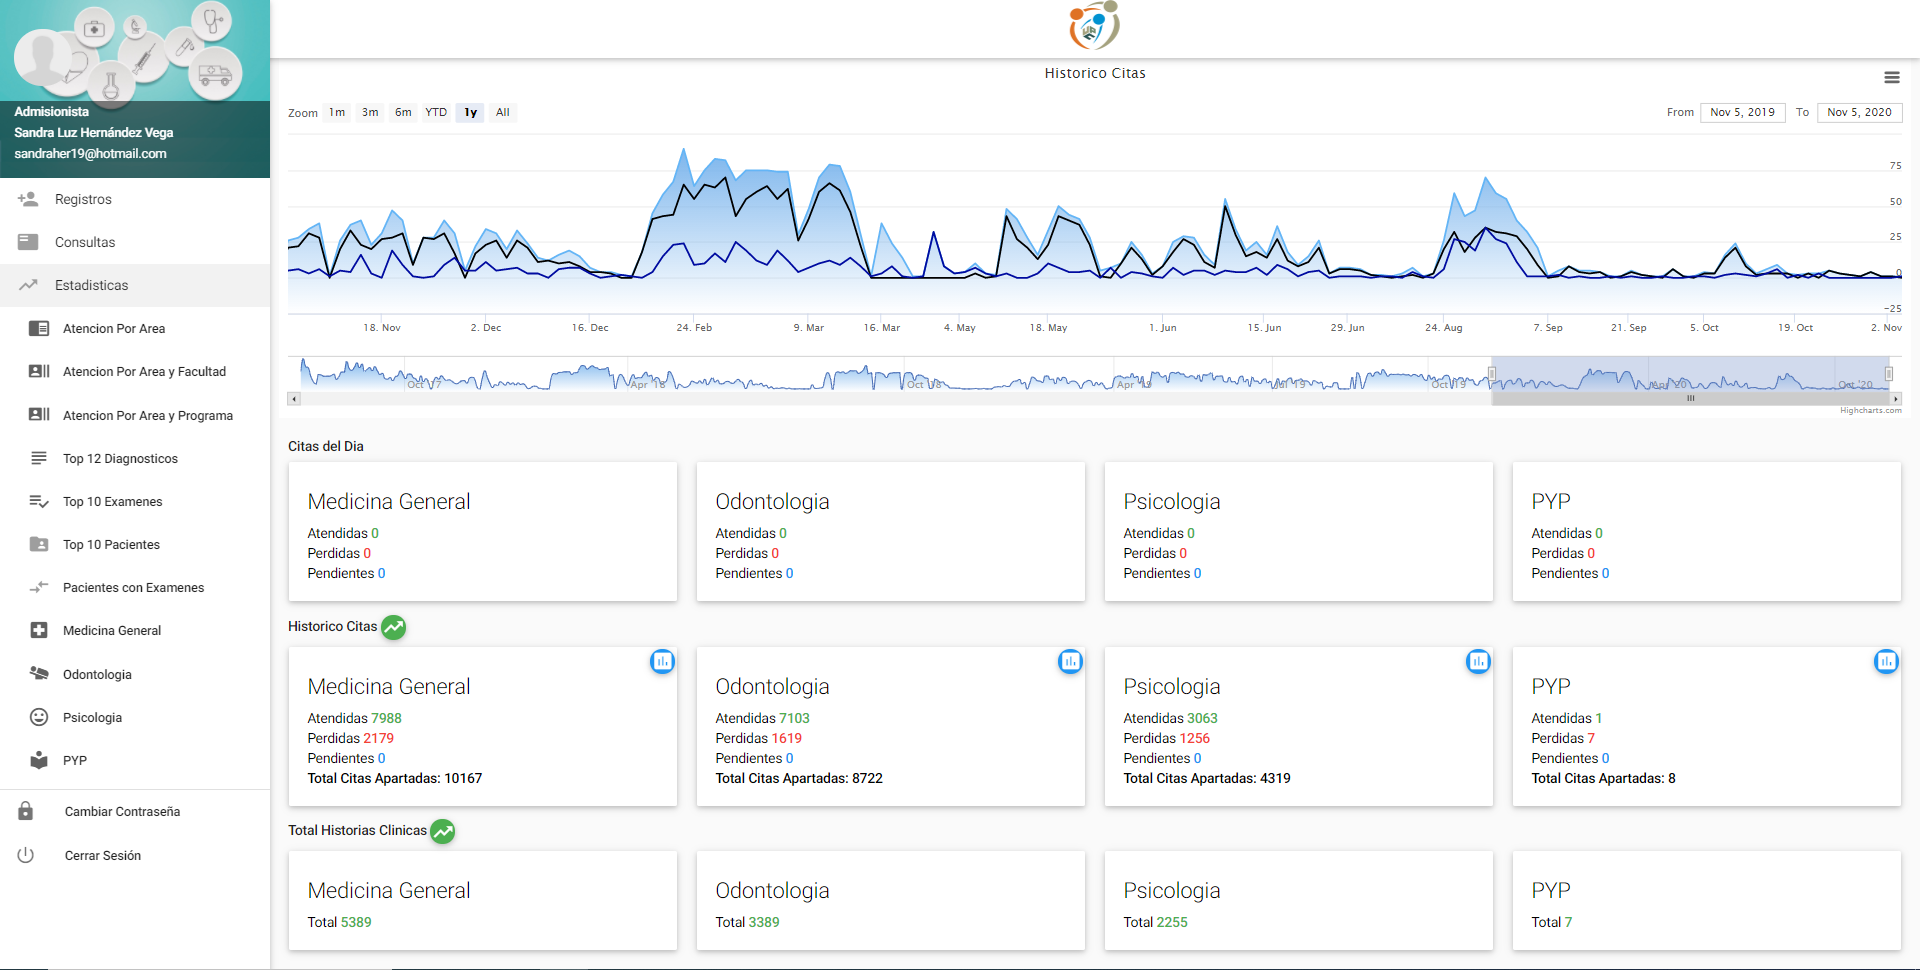 Admisionista
Sandra Luz Hernández Vega
sandraher19@hotmail.com
Registros
Consultas
Estadisticas
Atencion Por Area
Atencion Por Area y Facultad
Atencion Por Area y Programa
Top 12 Diagnosticos
Top 10 Examenes
Top 10 Pacientes
Pacientes con Examenes
Medicina General
Odontologia
Psicologia
PYP
Cambiar Contraseña
Cerrar Sesión
Historico Citas
Zoom 1m 3m 6m YTD 1y All
From Nov 5, 2019 To Nov 5, 2020
75
50
25
0
−25
18. Nov 2. Dec 16. Dec 24. Feb 9. Mar 16. Mar 4. May 18. May 1. Jun 15. Jun 29. Jun 24. Aug 7. Sep 21. Sep 5. Oct 19. Oct 2. Nov
Oct '17 Apr '18 Oct '18 Apr '19 Jul '19 Oct '19 Apr '20 Oct '20
Highcharts.com
Citas del Dia
Medicina General
Atendidas 0
Perdidas 0
Pendientes 0
Odontologia
Atendidas 0
Perdidas 0
Pendientes 0
Psicologia
Atendidas 0
Perdidas 0
Pendientes 0
PYP
Atendidas 0
Perdidas 0
Pendientes 0
Historico Citas
Medicina General
Atendidas 7988
Perdidas 2179
Pendientes 0
Total Citas Apartadas: 10167
Odontologia
Atendidas 7103
Perdidas 1619
Pendientes 0
Total Citas Apartadas: 8722
Psicologia
Atendidas 3063
Perdidas 1256
Pendientes 0
Total Citas Apartadas: 4319
PYP
Atendidas 1
Perdidas 7
Pendientes 0
Total Citas Apartadas: 8
Total Historias Clinicas
Medicina General
Total 5389
Odontologia
Total 3389
Psicologia
Total 2255
PYP
Total 7